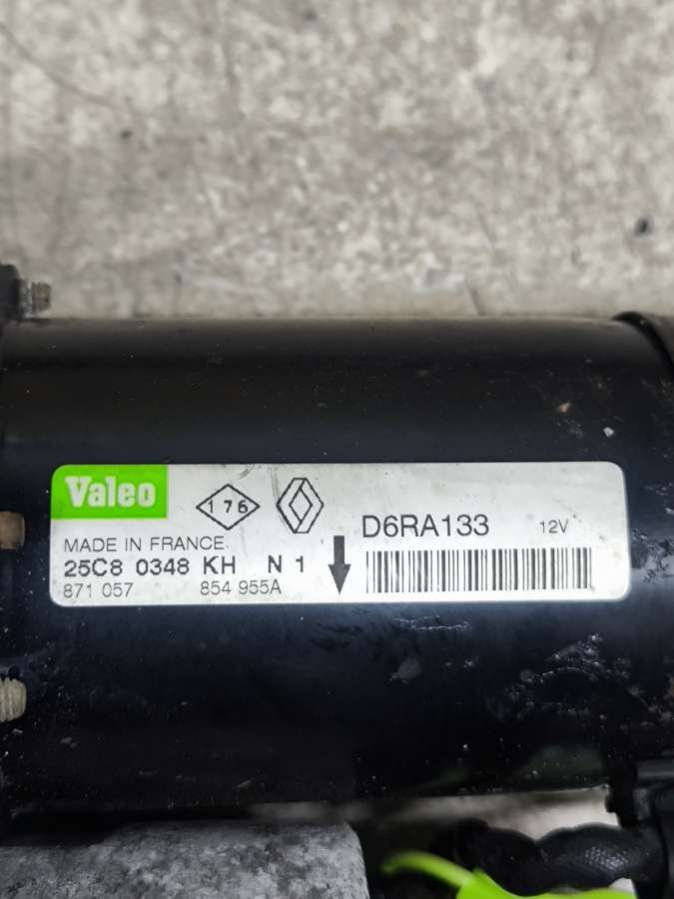 Valeo
176
D6RA133 12V
MADE IN FRANCE
25C8 0348 KH N 1
871 057 854 955A